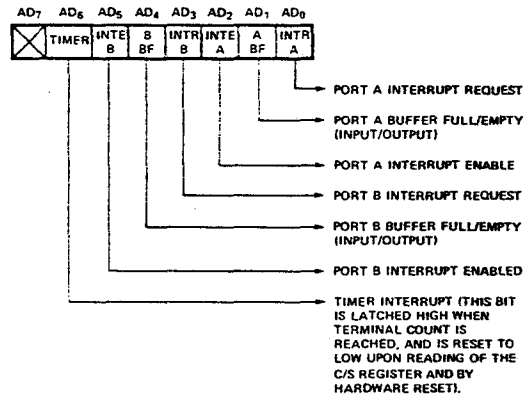 AD7 AD6 AD5 AD4 AD3 AD2 AD1 AD0
TIMER INTE B B BF INTR B INTE A A BF INTR A
PORT A INTERRUPT REQUEST
PORT A BUFFER FULL/EMPTY
(INPUT/OUTPUT)
PORT A INTERRUPT ENABLE
PORT B INTERRUPT REQUEST
PORT B BUFFER FULL/EMPTY
(INPUT/OUTPUT)
PORT B INTERRUPT ENABLED
TIMER INTERRUPT (THIS BIT
IS LATCHED HIGH WHEN
TERMINAL COUNT IS
REACHED, AND IS RESET TO
LOW UPON READING OF THE
C/S REGISTER AND BY
HARDWARE RESET).